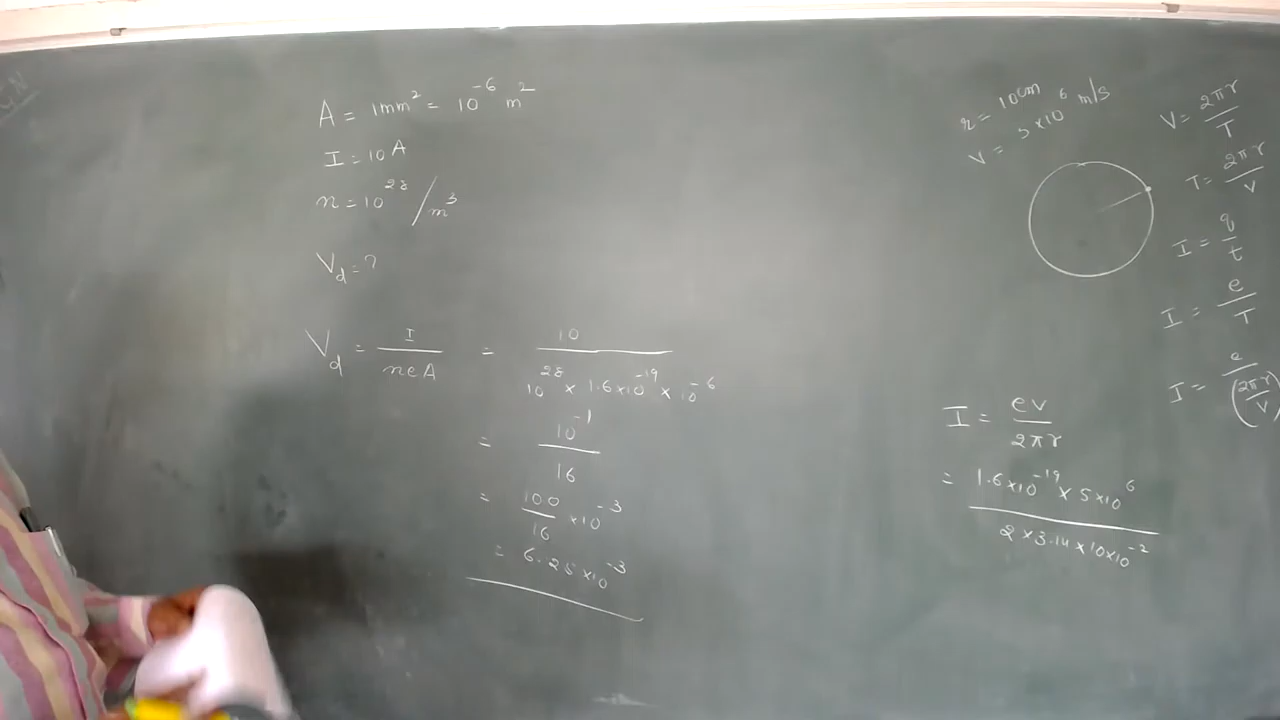 A = 1mm² = 10⁻⁶ m²
I = 10 A
n = 10²⁸ / m³
V_d = ?
V_d = I / neA = 10 / 10²⁸ × 1.6×10⁻¹⁹ × 10⁻⁶
= 10⁻¹ / 16
= 100 / 16 × 10⁻³
= 6.25 × 10⁻³
r = 10cm
v = 5×10⁶ m/s
V = 2πr / T
T = 2πr / V
I = q / t
I = e / T
I = e / (2πr / V)
I = ev / 2πr
= 1.6×10⁻¹⁹ × 5×10⁶ / 2 × 3.14 × 10×10⁻²